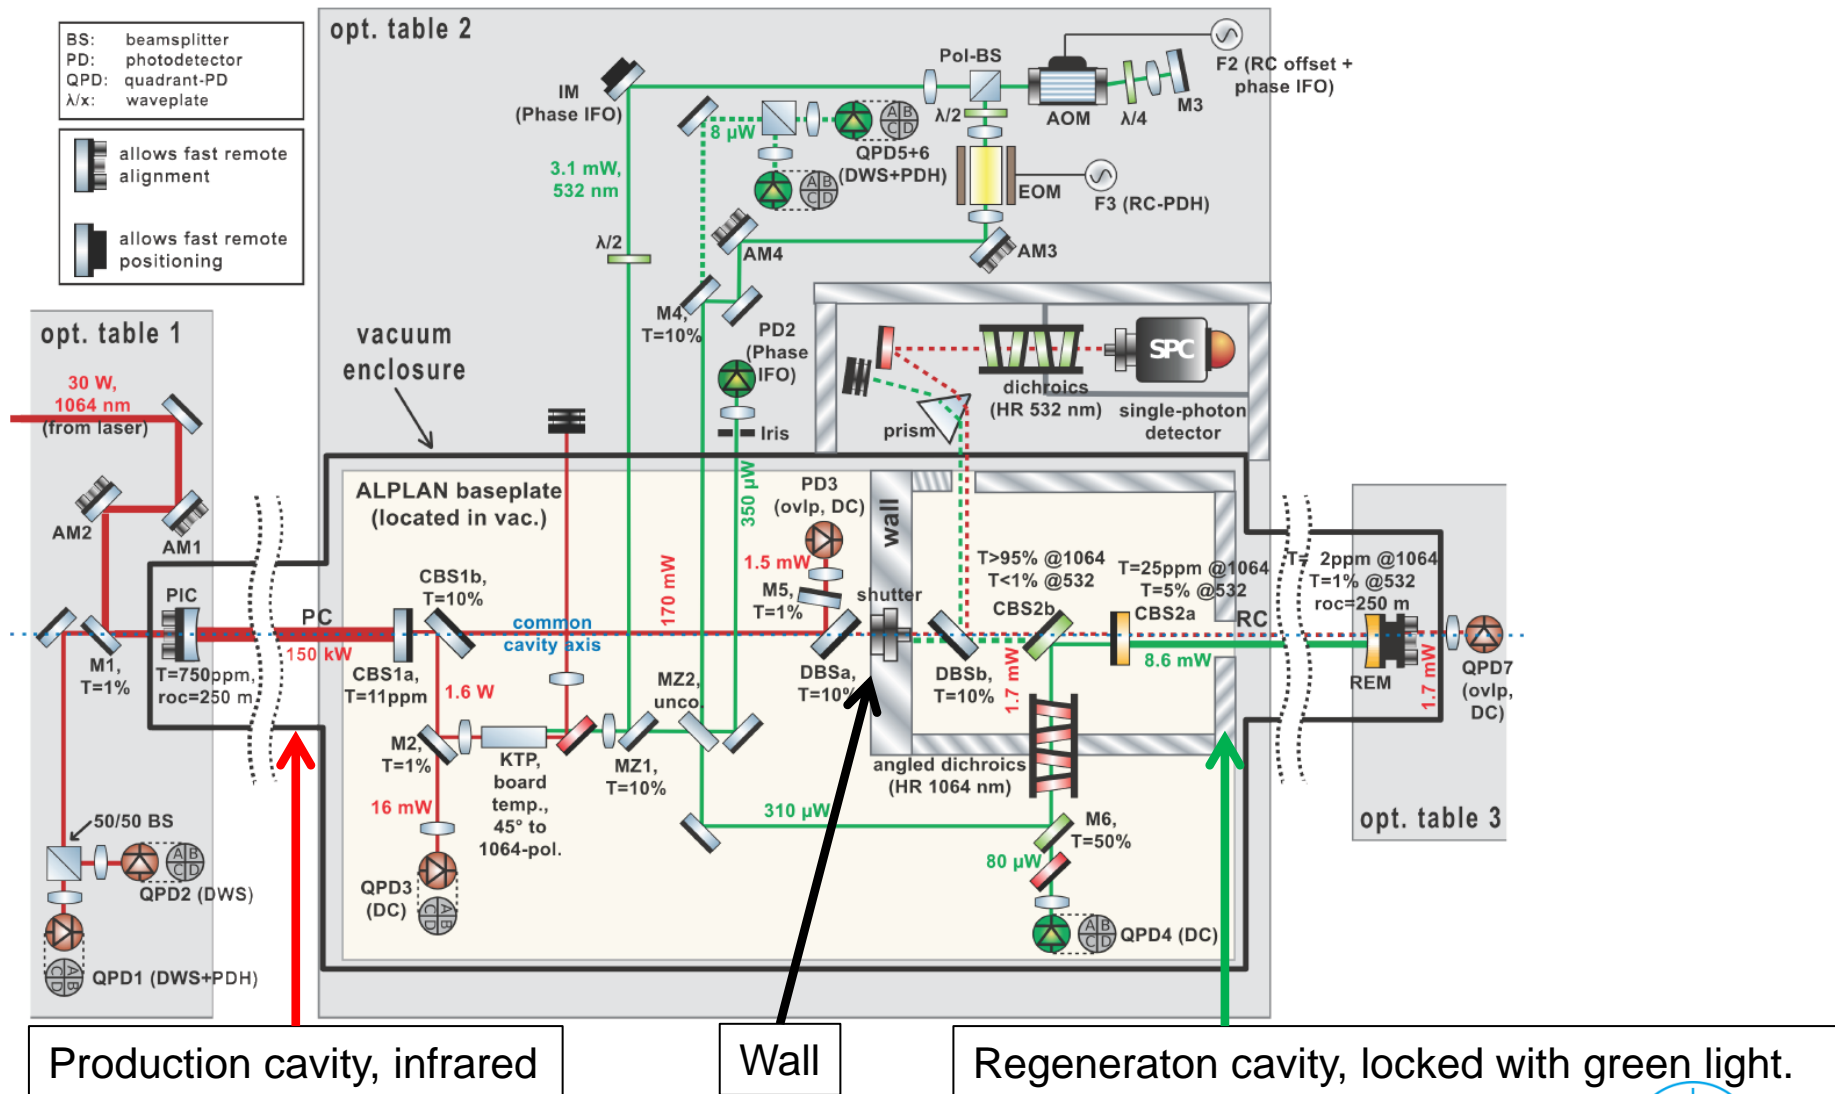 BS: beamsplitter
PD: photodetector
QPD: quadrant-PD
λ/x: waveplate
allows fast remote
alignment
allows fast remote
positioning
opt. table 2
IM
(Phase IFO)
Pol-BS
F2 (RC offset +
phase IFO)
M3
λ/4
AOM
λ/2
8 µW
QPD5+6
(DWS+PDH)
EOM
F3 (RC-PDH)
3.1 mW,
532 nm
λ/2
AM4
AM3
M4,
T=10%
PD2
(Phase
IFO)
Iris
350 µW
170 mW
vacuum
enclosure
SPC
dichroics
(HR 532 nm)
single-photon
detector
prism
opt. table 1
30 W,
1064 nm
(from laser)
AM2
AM1
PIC
M1,
T=1%
T=750ppm,
roc=250 m
PC
150 kW
50/50 BS
QPD2 (DWS)
QPD1 (DWS+PDH)
A B
C D
A B
C D
A B
C D
A B
C D
A B
C D
A B
C D
ALPLAN baseplate
(located in vac.)
CBS1b,
T=10%
CBS1a,
T=11ppm
common
cavity axis
1.6 W
M2,
T=1%
16 mW
QPD3
(DC)
KTP,
board
temp.,
45° to
1064-pol.
MZ1,
T=10%
MZ2,
unco.
310 µW
PD3
(ovlp, DC)
1.5 mW
M5,
T=1%
DBSa,
T=10%
wall
shutter
DBSb,
T=10%
T>95% @1064
T<1% @532
CBS2b
1.7 mW
T=25ppm @1064
T=5% @532
CBS2a
RC
8.6 mW
angled dichroics
(HR 1064 nm)
M6,
T=50%
80 µW
QPD4 (DC)
T= 2ppm @1064
T=1% @532
roc=250 m
REM
1.7 mW
QPD7
(ovlp,
DC)
opt. table 3
Production cavity, infrared
Wall
Regeneraton cavity, locked with green light.